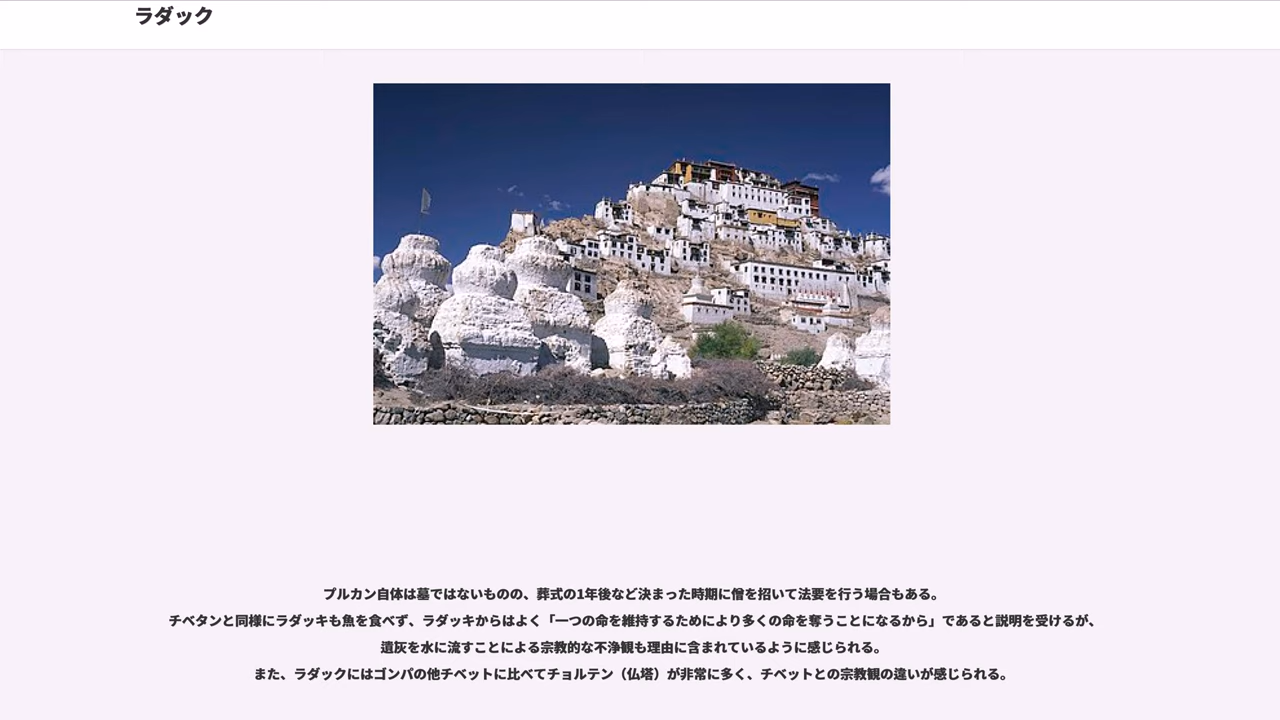 ラダック
プルカン自体は墓ではないものの、葬式の1年後など決まった時期に僧を招いて法要を行う場合もある。
チベタンと同様にラダッキも魚を食べず、ラダッキからはよく「一つの命を維持するためにより多くの命を奪うことになるから」であると説明を受けるが、
遺灰を水に流すことによる宗教的な不浄観も理由に含まれているように感じられる。
また、ラダックにはゴンパの他チベットに比べてチョルテン（仏塔）が非常に多く、チベットとの宗教観の違いが感じられる。